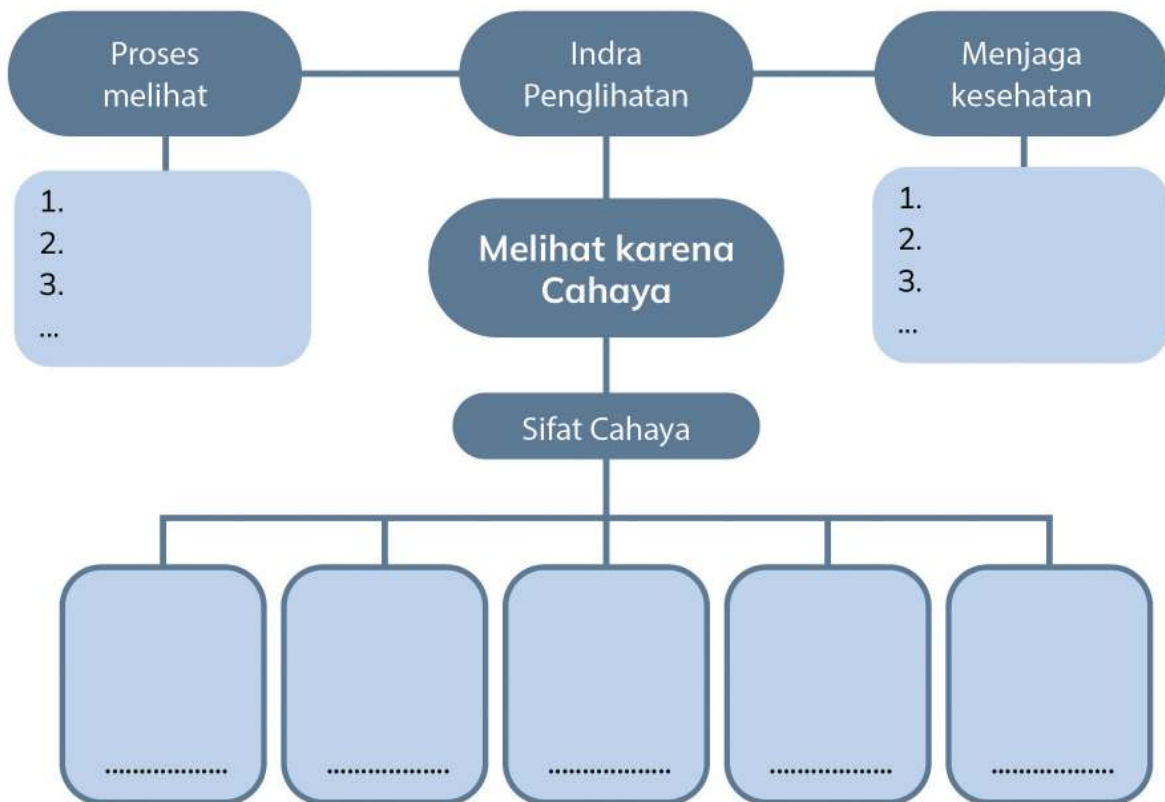 Proses
melihat
Indra
Penglihatan
Menjaga
kesehatan
1.
2.
3.
...
1.
2.
3.
...
Melihat karena
Cahaya
Sifat Cahaya
..................
..................
..................
..................
..................